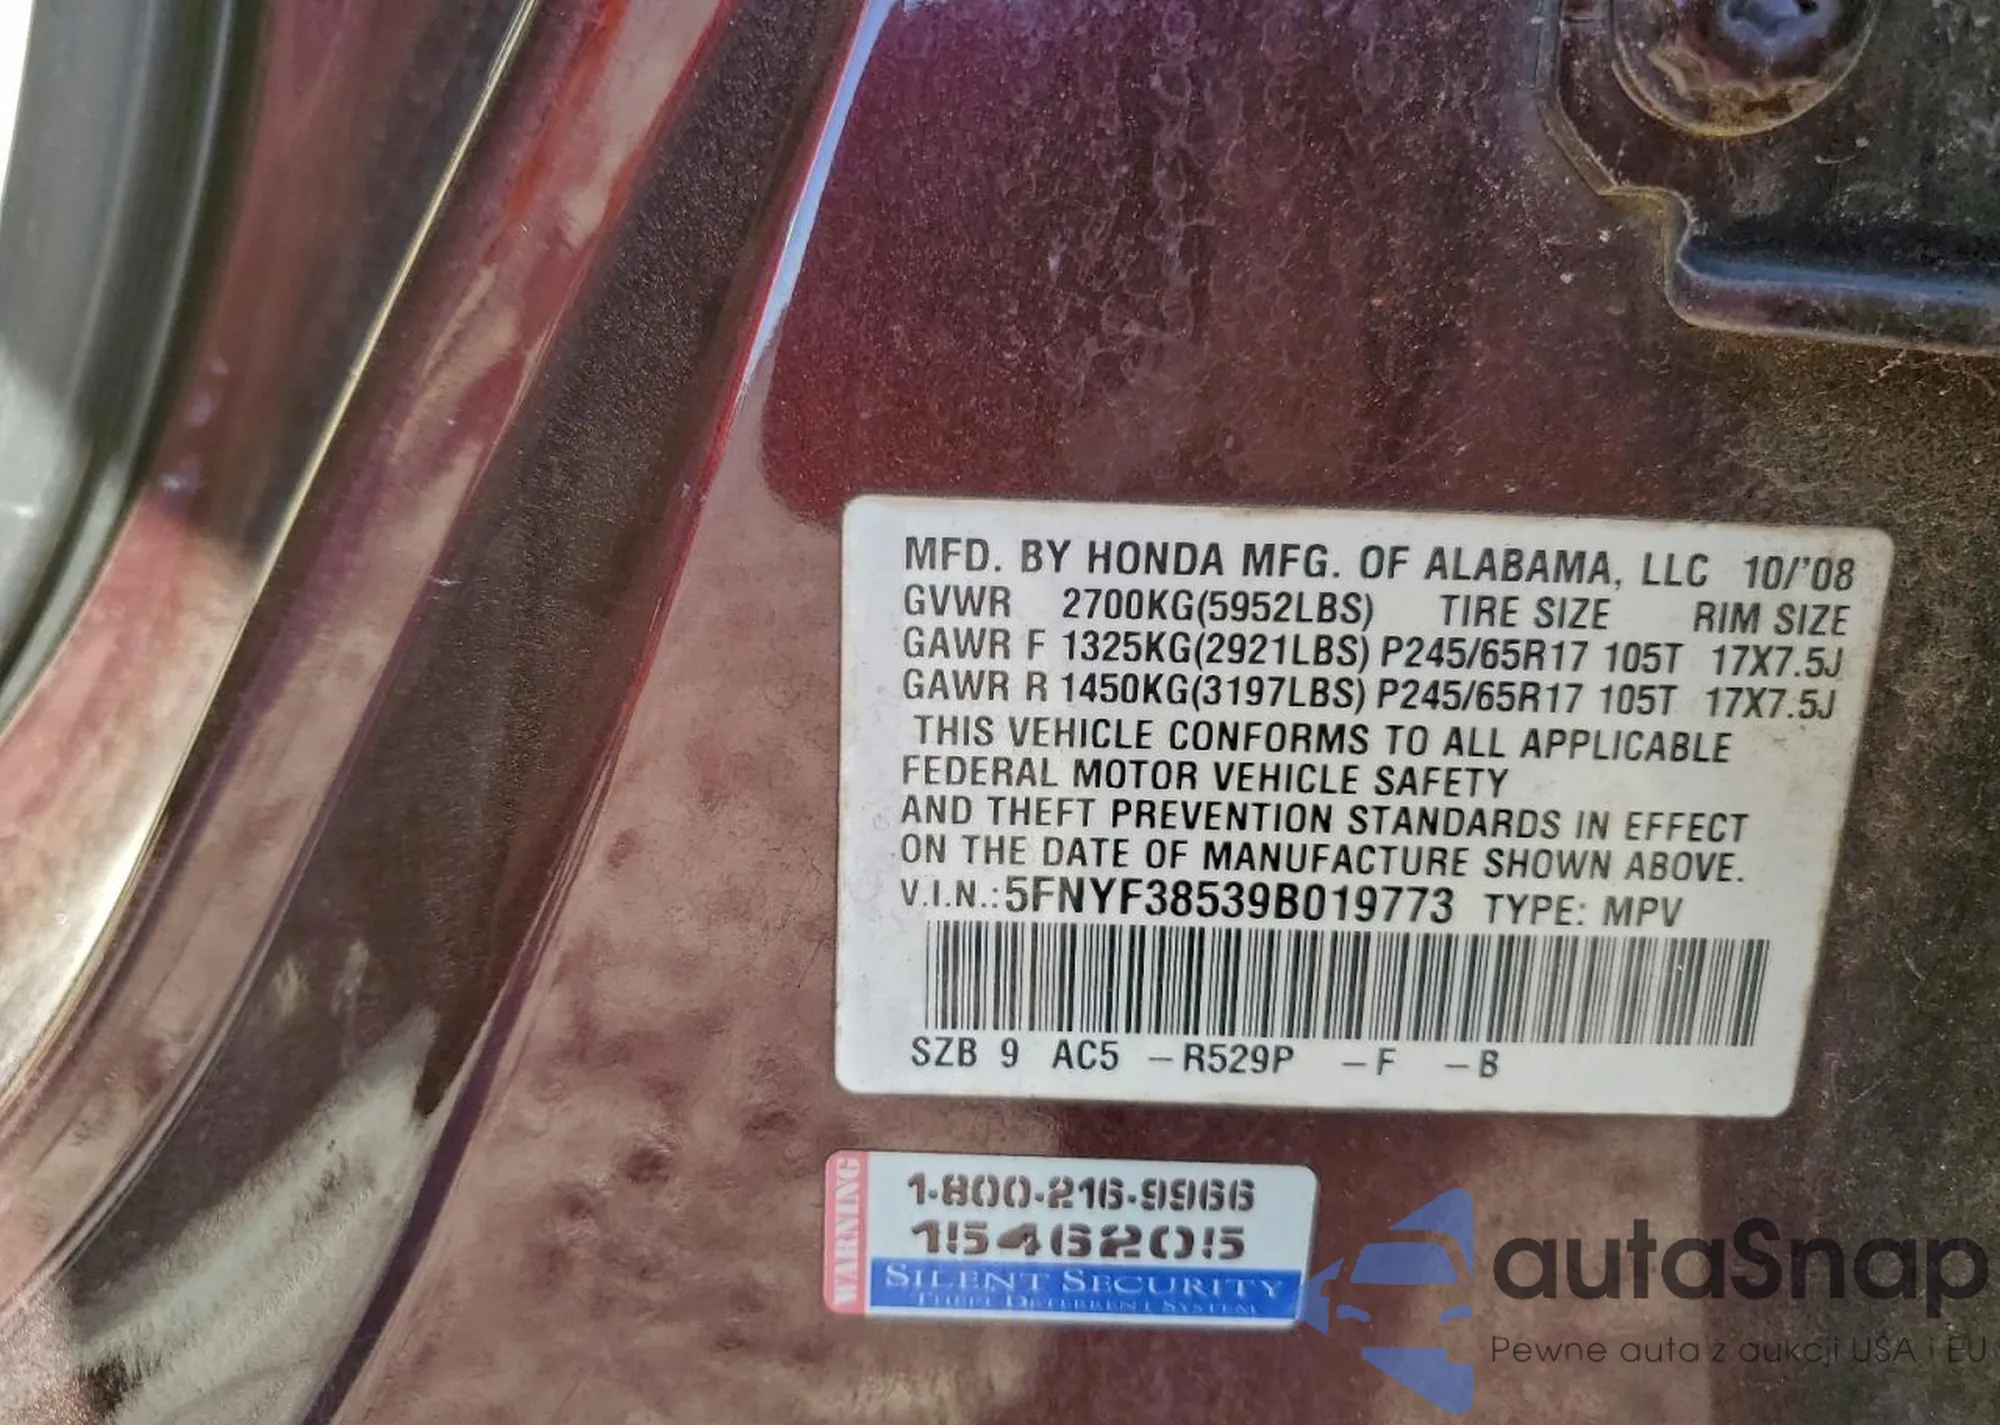 MFD. BY HONDA MFG. OF ALABAMA, LLC 10/'08
GVWR 2700KG(5952LBS) TIRE SIZE RIM SIZE
GAWR F 1325KG(2921LBS) P245/65R17 105T 17X7.5J
GAWR R 1450KG(3197LBS) P245/65R17 105T 17X7.5J
THIS VEHICLE CONFORMS TO ALL APPLICABLE
FEDERAL MOTOR VEHICLE SAFETY
AND THEFT PREVENTION STANDARDS IN EFFECT
ON THE DATE OF MANUFACTURE SHOWN ABOVE.
V.I.N.: 5FNYF38539B019773 TYPE: MPV
SZB 9 AC5 -R529P -F -B
WARNING
1-800-216-9966
1546205
SILENT SECURITY
THEFT DETERRENT SYSTEM
autaSnap
Pewne auta z aukcji USA i EU